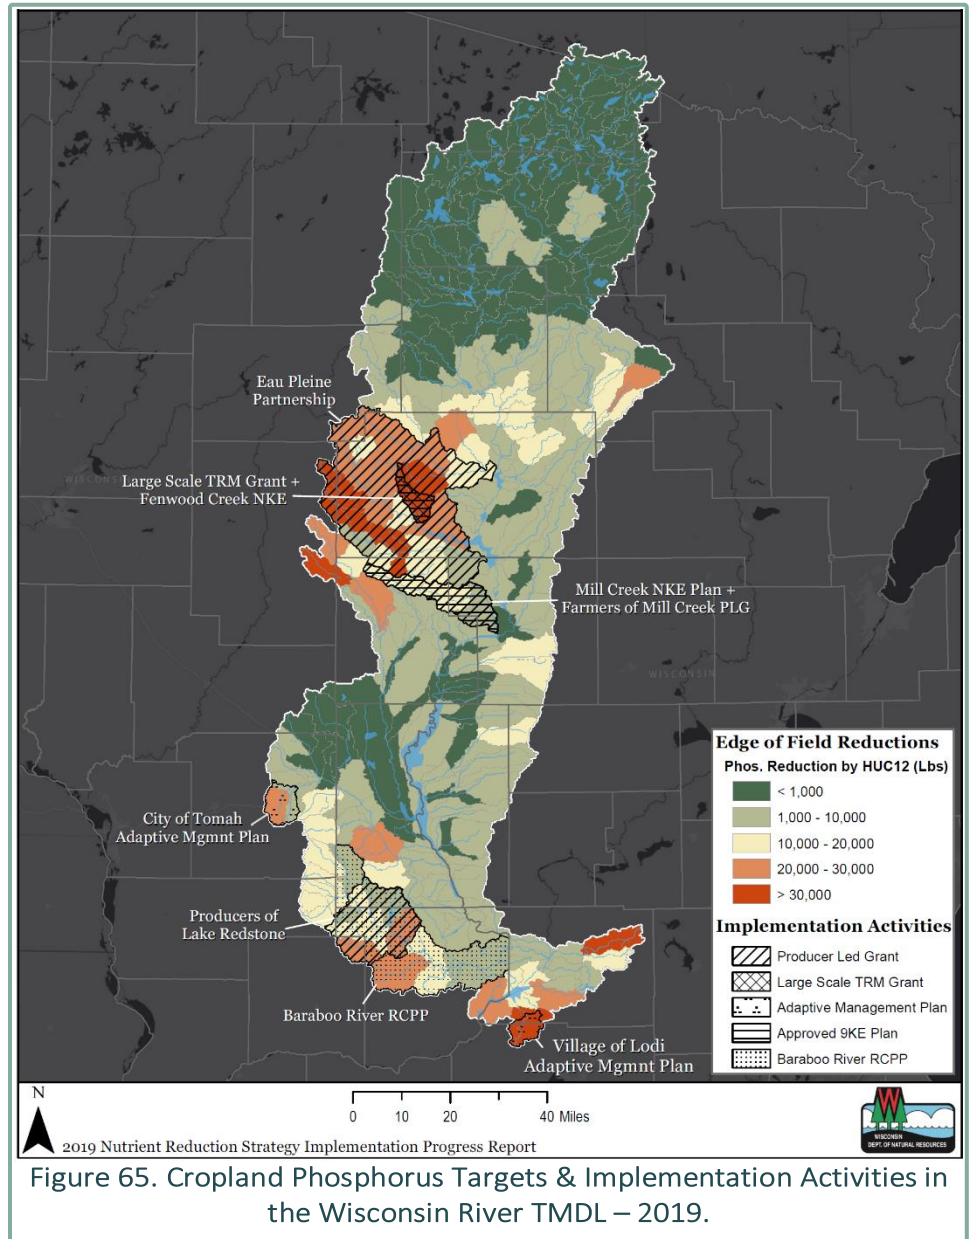 Eau Pleine
Partnership
Large Scale TRM Grant +
Fenwood Creek NKE
WISCONSIN
Mill Creek NKE Plan +
Farmers of Mill Creek PLG
WISCONSIN
City of Tomah
Adaptive Mgmnt Plan
Producers of
Lake Redstone
Baraboo River RCPP
Village of Lodi
Adaptive Mgmnt Plan
Edge of Field Reductions
Phos. Reduction by HUC12 (Lbs)
< 1,000
1,000 - 10,000
10,000 - 20,000
20,000 - 30,000
> 30,000
Implementation Activities
Producer Led Grant
Large Scale TRM Grant
Adaptive Management Plan
Approved 9KE Plan
Baraboo River RCPP
N
0 10 20 40 Miles
2019 Nutrient Reduction Strategy Implementation Progress Report
W
WISCONSIN
DEPT. OF NATURAL RESOURCES
Figure 65. Cropland Phosphorus Targets & Implementation Activities in
the Wisconsin River TMDL – 2019.